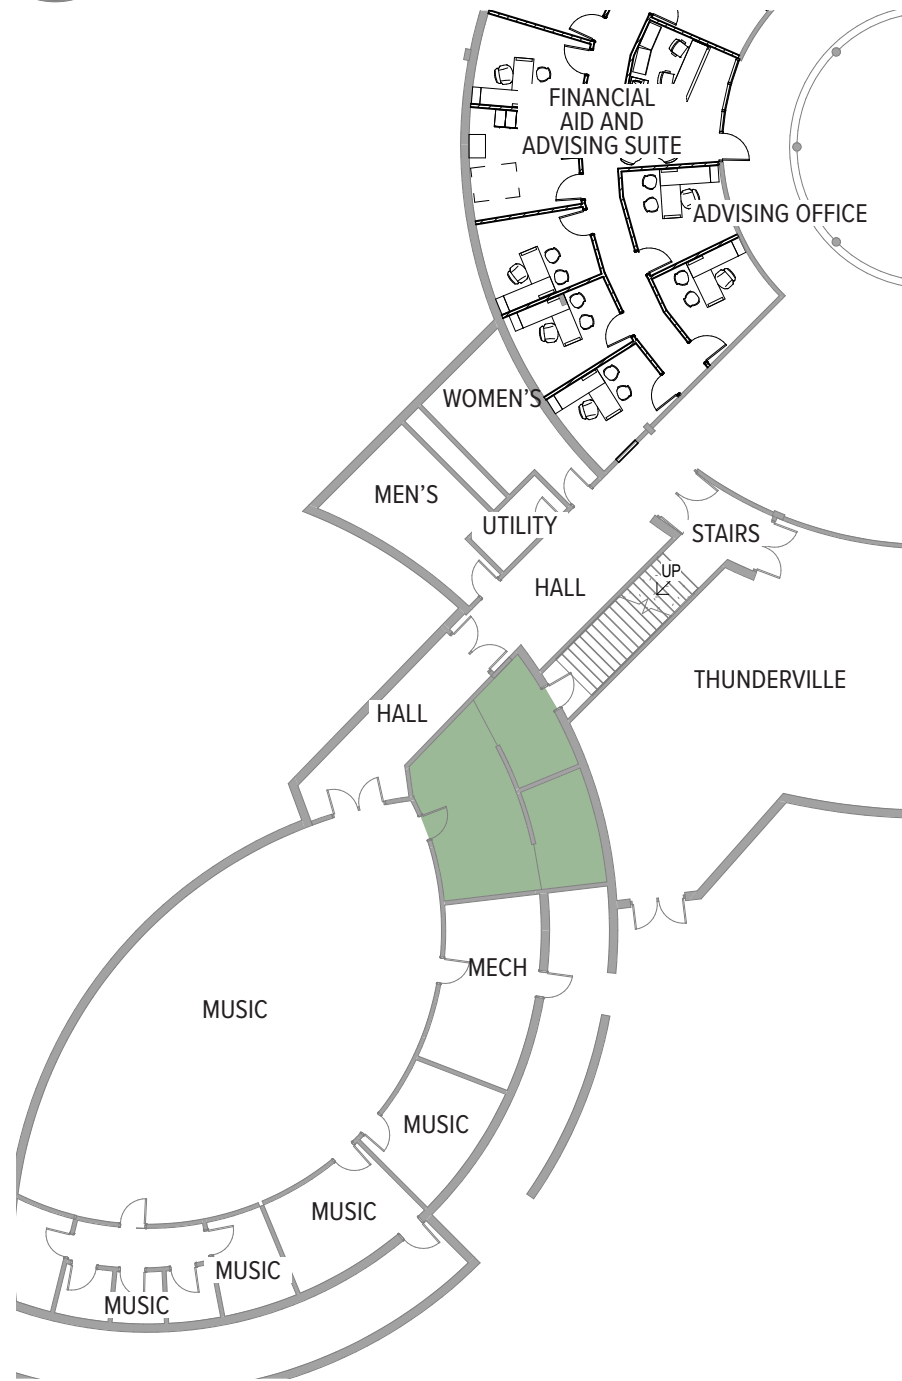 FINANCIAL
AID AND
ADVISING SUITE
ADVISING OFFICE
WOMEN'S
MEN'S
UTILITY
STAIRS
UP
HALL
THUNDERVILLE
HALL
MECH
MUSIC
MUSIC
MUSIC
MUSIC
MUSIC